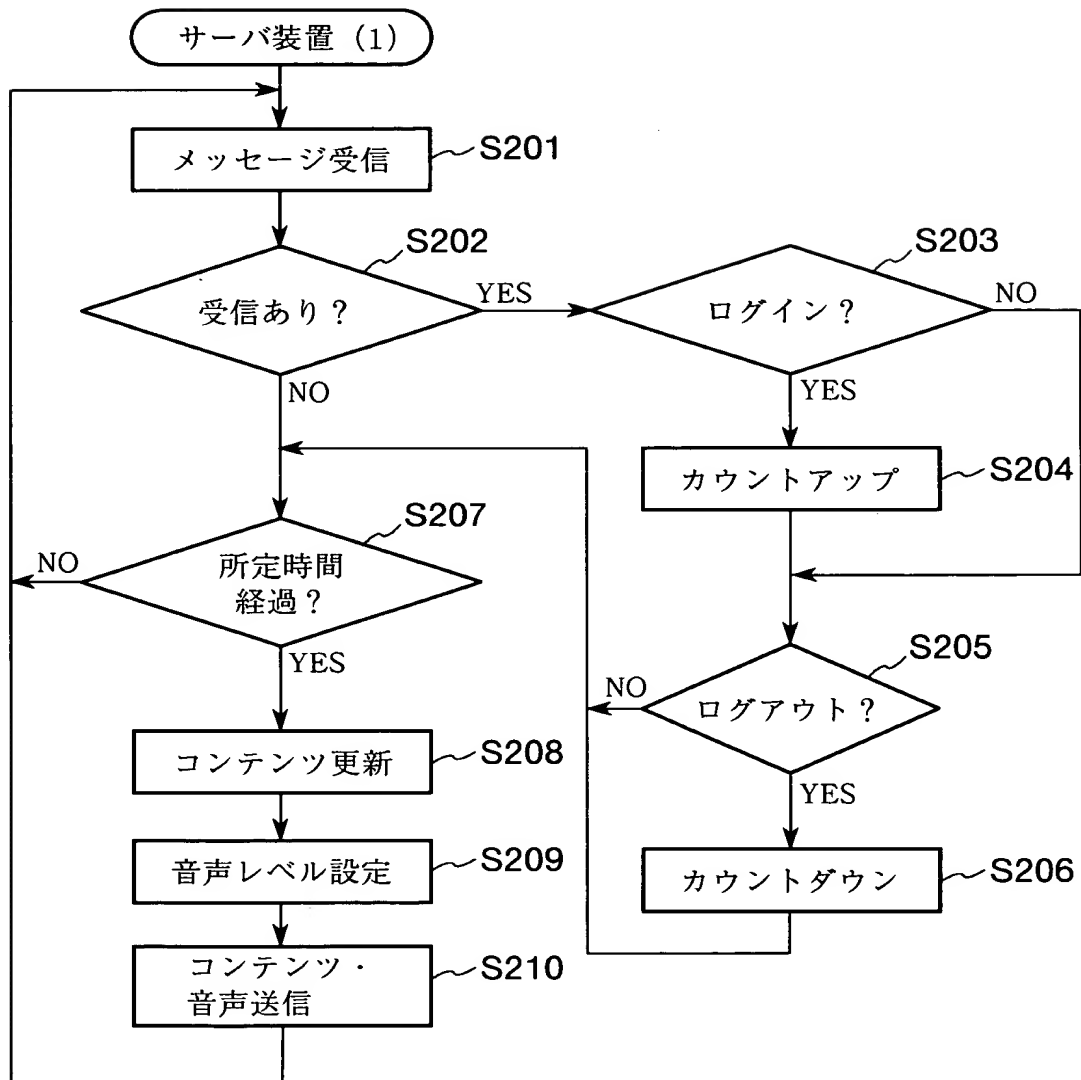 サーバ装置 (1)
メッセージ受信
S201
S202
受信あり？
YES
NO
S203
ログイン？
NO
YES
カウントアップ
S204
S205
ログアウト？
NO
YES
カウントダウン
S206
S207
所定時間
経過？
NO
YES
コンテンツ更新
S208
音声レベル設定
S209
コンテンツ・
音声送信
S210